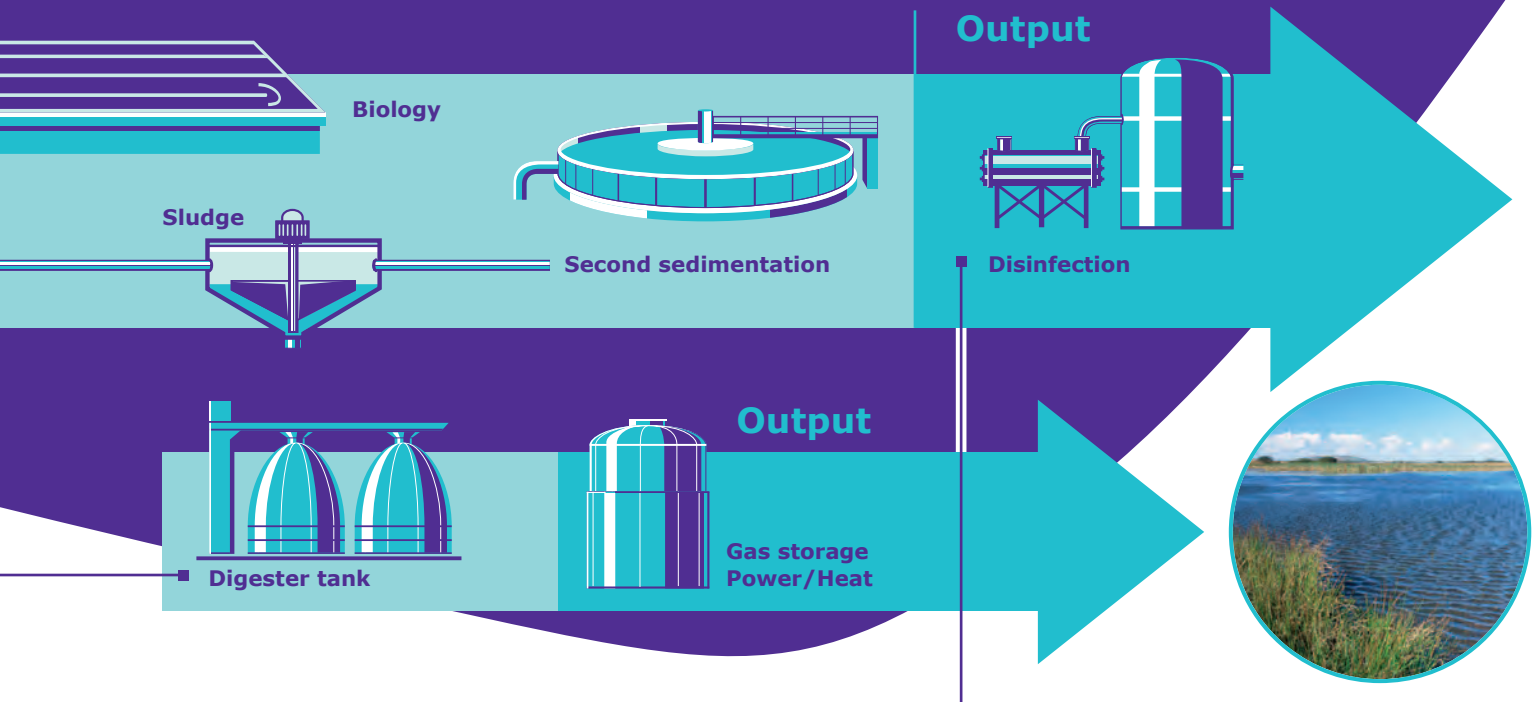 Output
Biology
Sludge
Second sedimentation
Disinfection
Output
Gas storage
Power/Heat
Digester tank